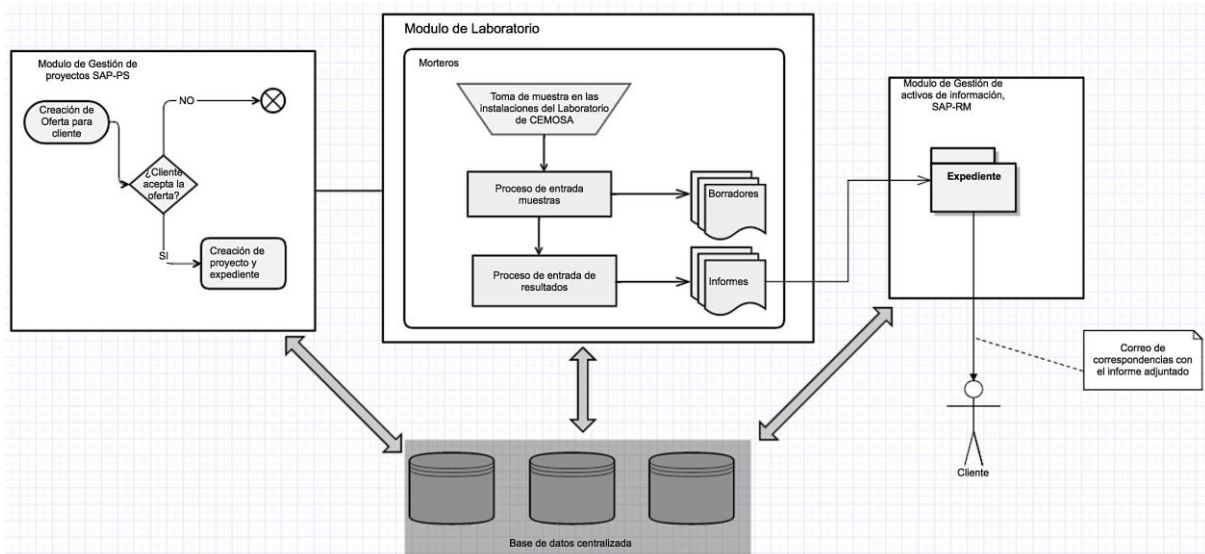 Modulo de Gestión de
proyectos SAP-PS
Creación de
Oferta para
cliente
NO
¿Cliente
acepta la
oferta?
SI
Creación de
proyecto y
expediente
Modulo de Laboratorio
Morteros
Toma de muestra en las
instalaciones del Laboratorio
de CEMOSA
Proceso de entrada
muestras
Borradores
Proceso de entrada de
resultados
Informes
Modulo de Gestión de
activos de información,
SAP-RM
Expediente
Correo de
correspondencias con
el informe adjuntado
Cliente
Base de datos centralizada